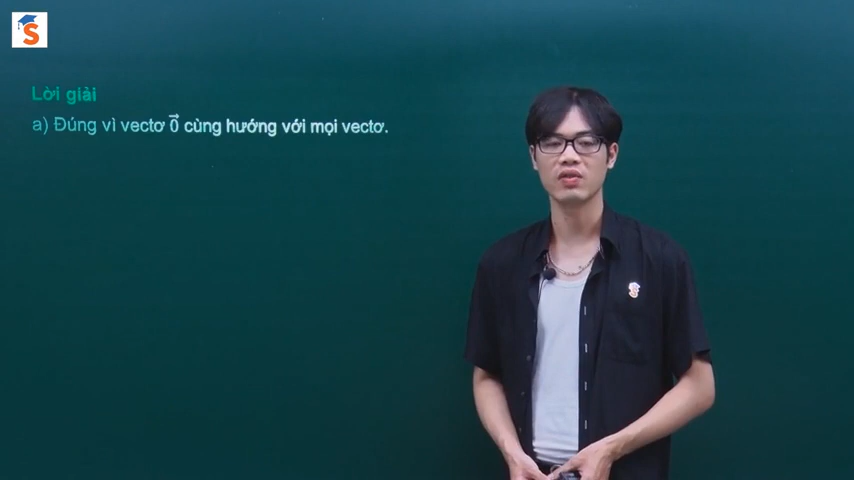 S
Lời giải
a) Đúng vì vectơ 0⃗ cùng hướng với mọi vectơ.